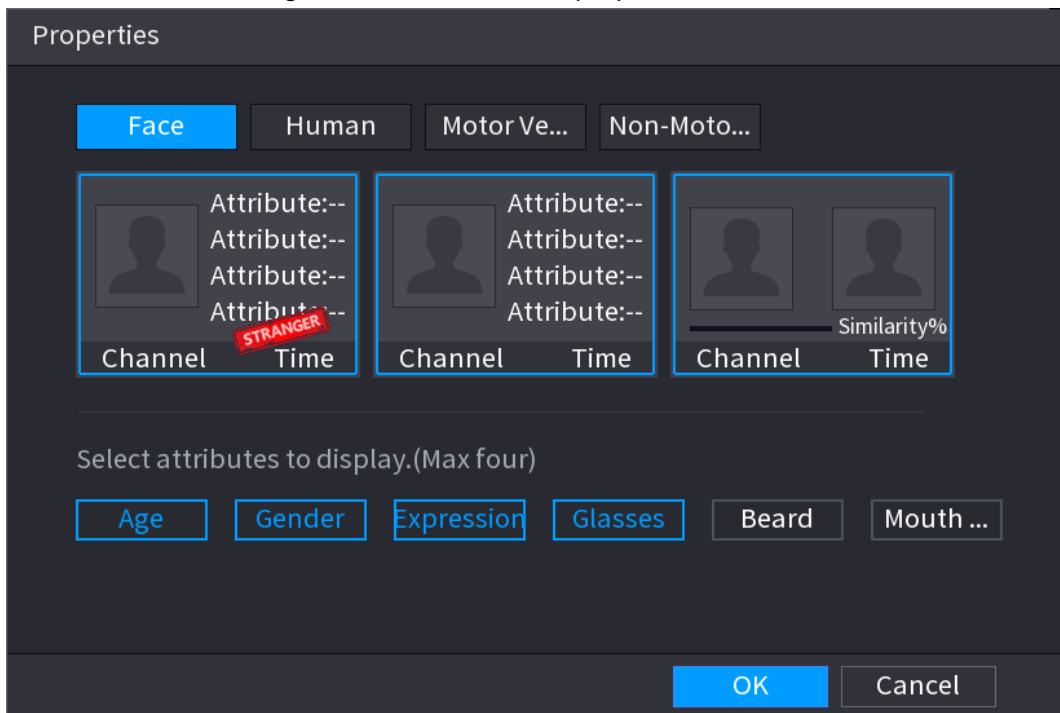 Properties
Face Human Motor Ve... Non-Moto...
Attribute:-- Attribute:--
Attribute:-- Attribute:--
Attribute:-- Attribute:--
Attribute:-- Attribute:--
STRANGER Similarity%
Channel Time Channel Time Channel Time
Select attributes to display.(Max four)
Age Gender Expression Glasses Beard Mouth ...
OK Cancel